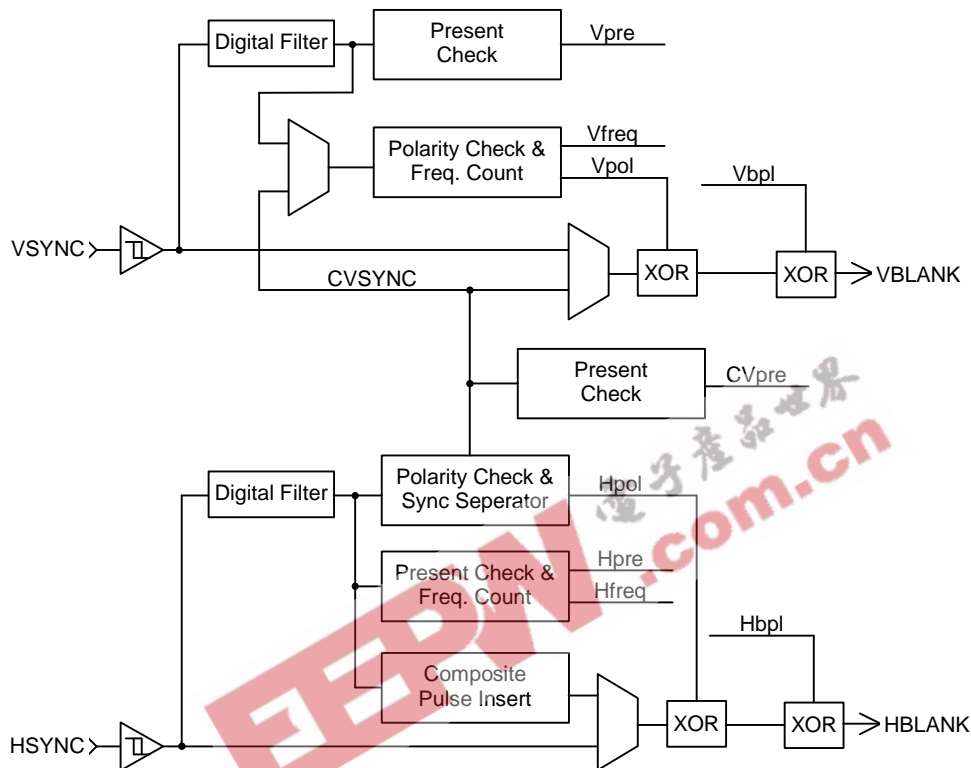 Digital Filter
Present
Check
Vpre
Polarity Check &
Freq. Count
Vfreq
Vpol
Vbpl
VSYNC
XOR
XOR
VBLANK
CVSYNC
Present
Check
CVpre
Digital Filter
Polarity Check &
Sync Seperator
Hpol
Present Check &
Freq. Count
Hpre
Hfreq
Hbpl
Composite
Pulse Insert
HSYNC
XOR
XOR
HBLANK
電子產品世界
EEPW.com.cn